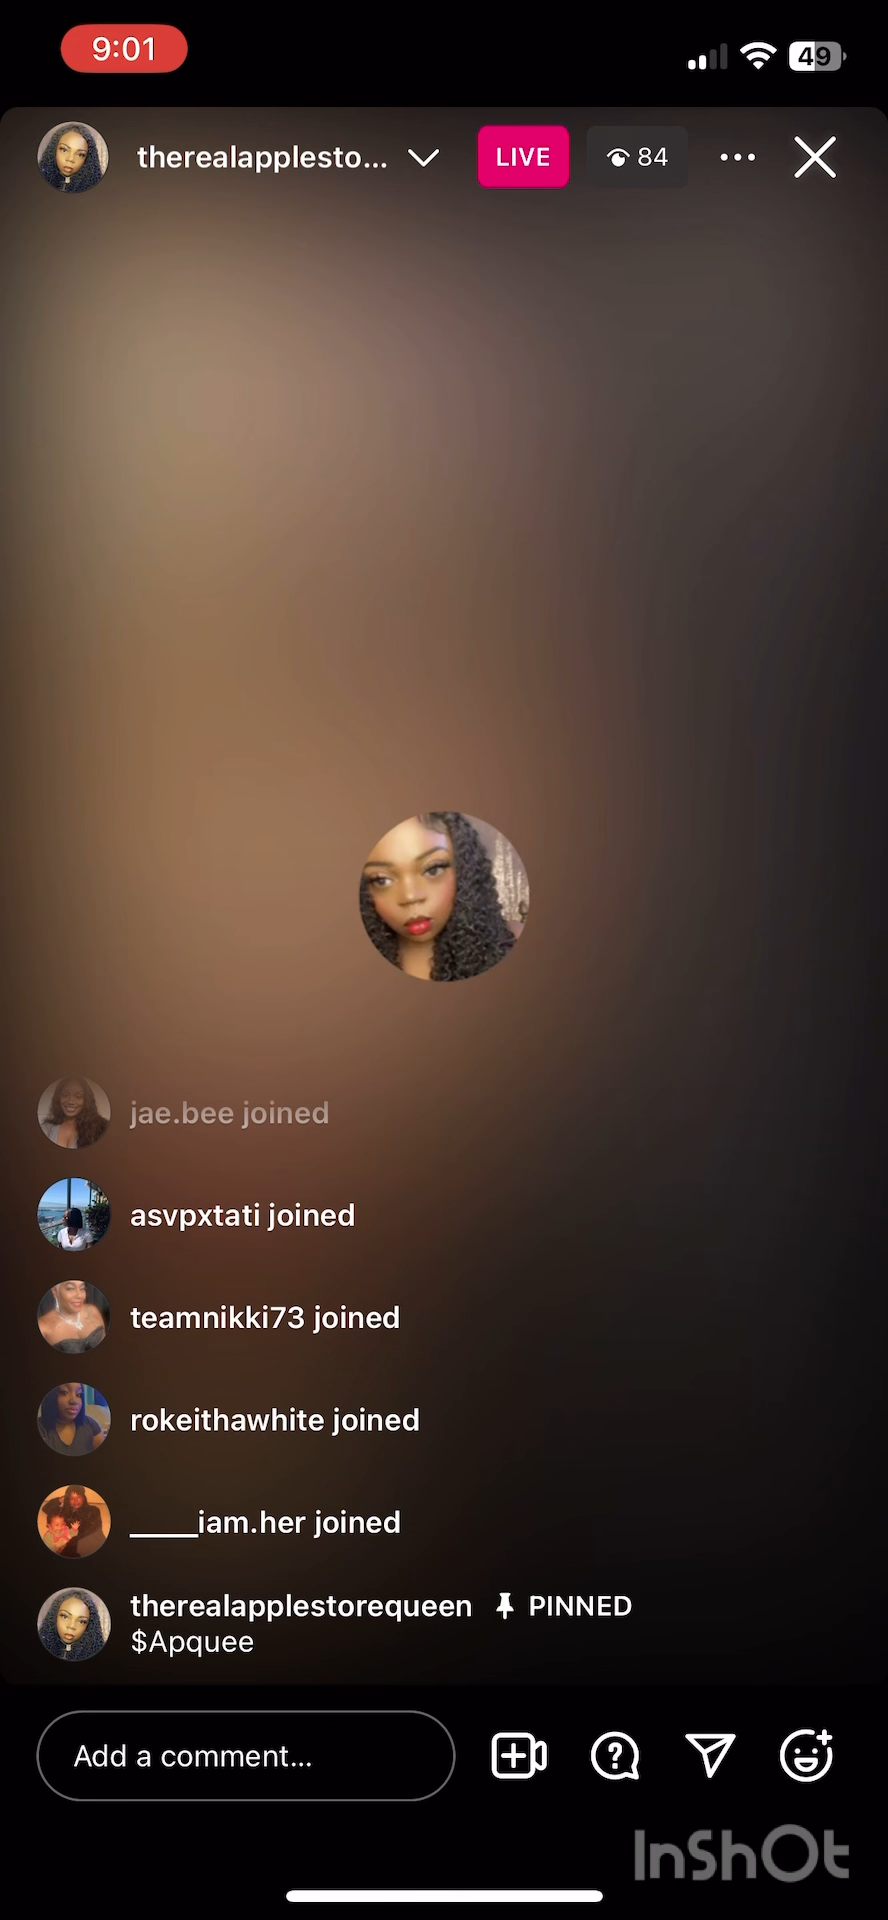 9:01
49
therealapplesto... LIVE 84
jae.bee joined
asvpxtati joined
teamnikki73 joined
rokeithawhite joined
_____iam.her joined
therealapplestorequeen PINNED
$Apquee
Add a comment...
InShOt